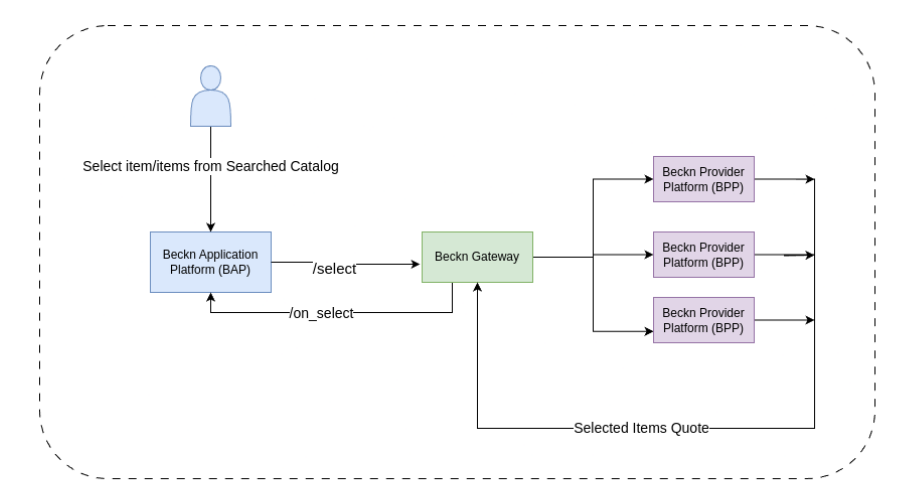 Select item/items from Searched Catalog
Beckn Application
Platform (BAP)
/select
/on_select
Beckn Gateway
Beckn Provider
Platform (BPP)
Beckn Provider
Platform (BPP)
Beckn Provider
Platform (BPP)
Selected Items Quote